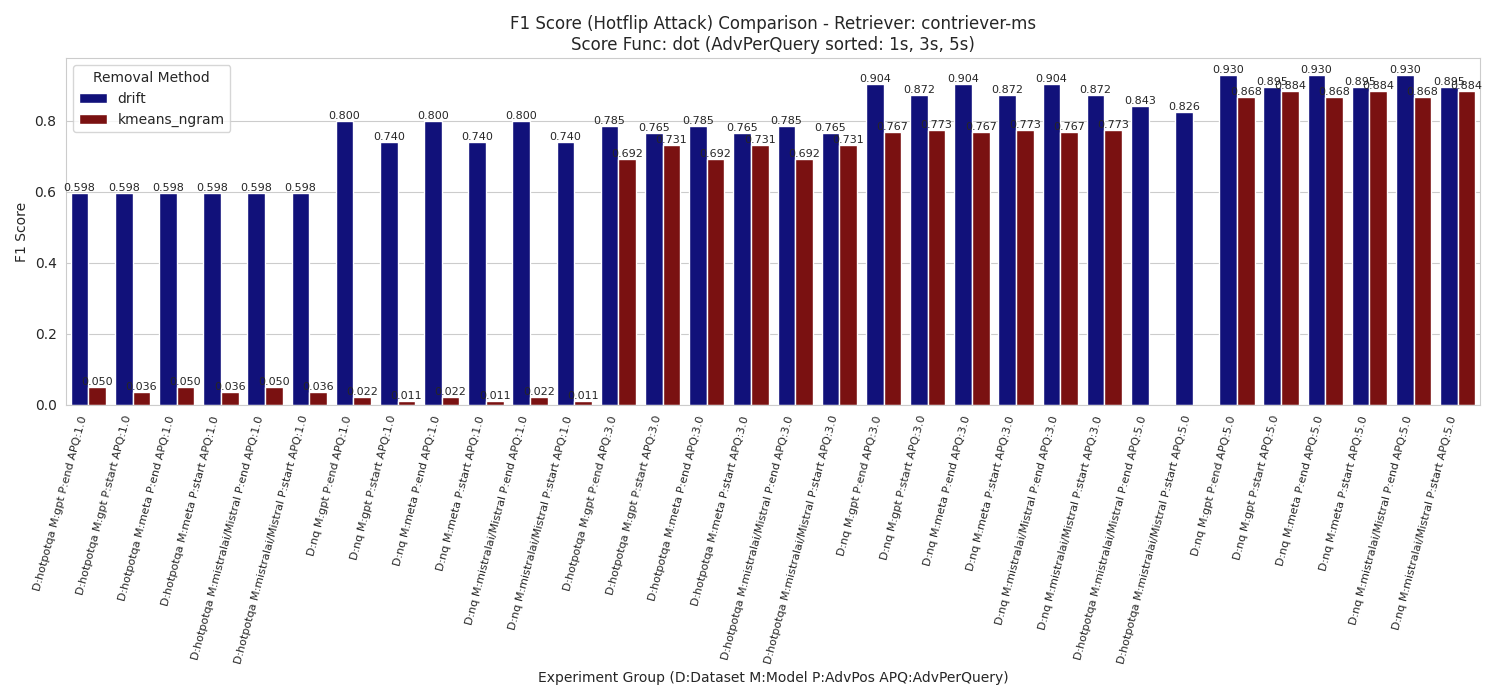 F1 Score (Hotflip Attack) Comparison - Retriever: contriever-ms
Score Func: dot (AdvPerQuery sorted: 1s, 3s, 5s)
Removal Method
drift
kmeans_ngram
F1 Score
0.8
0.6
0.4
0.2
0.0
0.598
0.050
0.598
0.036
0.598
0.050
0.598
0.036
0.598
0.050
0.598
0.036
0.800
0.022
0.740
0.011
0.800
0.022
0.740
0.011
0.800
0.022
0.740
0.011
0.785
0.692
0.765
0.731
0.785
0.692
0.765
0.731
0.785
0.692
0.765
0.731
0.904
0.767
0.872
0.773
0.904
0.767
0.872
0.773
0.904
0.767
0.872
0.773
0.843
0.826
0.930
0.868
0.895
0.884
0.930
0.868
0.895
0.884
0.930
0.868
0.895
0.884
D:hotpotqa M:gpt P:end APQ:1.0
D:hotpotqa M:gpt P:start APQ:1.0
D:hotpotqa M:meta P:end APQ:1.0
D:hotpotqa M:meta P:start APQ:1.0
D:hotpotqa M:mistralai/Mistral P:end APQ:1.0
D:hotpotqa M:mistralai/Mistral P:start APQ:1.0
D:nq M:gpt P:end APQ:1.0
D:nq M:gpt P:start APQ:1.0
D:nq M:meta P:end APQ:1.0
D:nq M:meta P:start APQ:1.0
D:nq M:mistralai/Mistral P:end APQ:1.0
D:nq M:mistralai/Mistral P:start APQ:1.0
D:hotpotqa M:gpt P:end APQ:3.0
D:hotpotqa M:gpt P:start APQ:3.0
D:hotpotqa M:meta P:end APQ:3.0
D:hotpotqa M:meta P:start APQ:3.0
D:hotpotqa M:mistralai/Mistral P:end APQ:3.0
D:hotpotqa M:mistralai/Mistral P:start APQ:3.0
D:nq M:gpt P:end APQ:3.0
D:nq M:gpt P:start APQ:3.0
D:nq M:meta P:end APQ:3.0
D:nq M:meta P:start APQ:3.0
D:nq M:mistralai/Mistral P:end APQ:3.0
D:nq M:mistralai/Mistral P:start APQ:3.0
D:hotpotqa M:mistralai/Mistral P:end APQ:5.0
D:hotpotqa M:mistralai/Mistral P:start APQ:5.0
D:nq M:gpt P:end APQ:5.0
D:nq M:gpt P:start APQ:5.0
D:nq M:meta P:end APQ:5.0
D:nq M:meta P:start APQ:5.0
D:nq M:mistralai/Mistral P:end APQ:5.0
D:nq M:mistralai/Mistral P:start APQ:5.0
Experiment Group (D:Dataset M:Model P:AdvPos APQ:AdvPerQuery)